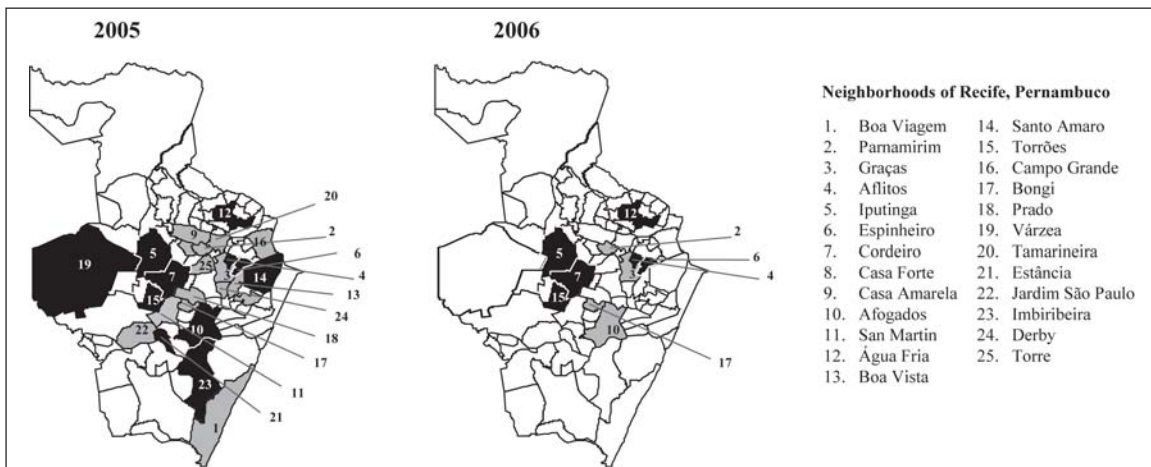 2005
2006
Neighborhoods of Recife, Pernambuco
1. Boa Viagem
2. Parnamirim
3. Graças
4. Aflitos
5. Iputinga
6. Espinheiro
7. Cordeiro
8. Casa Forte
9. Casa Amarela
10. Afogados
11. San Martin
12. Água Fria
13. Boa Vista
14. Santo Amaro
15. Torrões
16. Campo Grande
17. Bongi
18. Prado
19. Várzea
20. Tamarineira
21. Estância
22. Jardim São Paulo
23. Imbiribeira
24. Derby
25. Torre
12
20
9
16
2
5
6
25
3
19
7
14
4
15
13
24
10
22
18
17
23
11
21
1
12
2
5
6
3
7
4
15
10
17